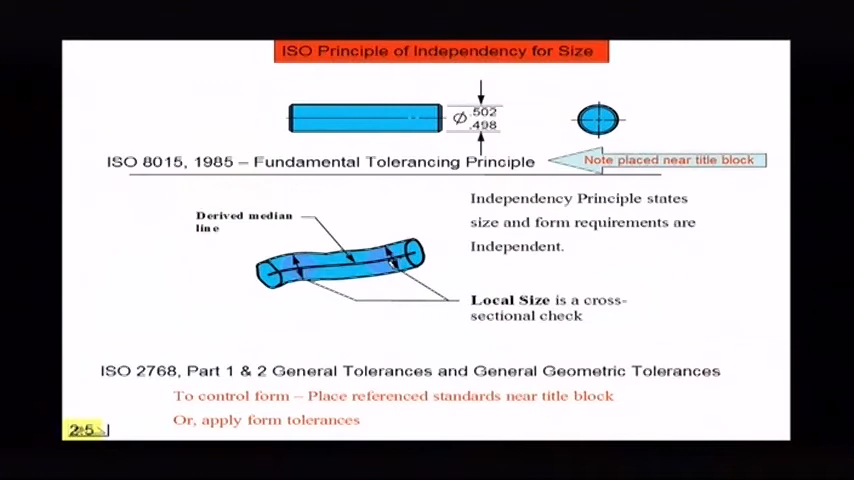 ISO Principle of Independency for Size
Ø .502
.498
ISO 8015, 1985 – Fundamental Tolerancing Principle
Note placed near title block
Independency Principle states
size and form requirements are
Independent.
Derived median
line
Local Size is a cross-
sectional check
ISO 2768, Part 1 & 2 General Tolerances and General Geometric Tolerances
To control form – Place referenced standards near title block
Or, apply form tolerances
2.5